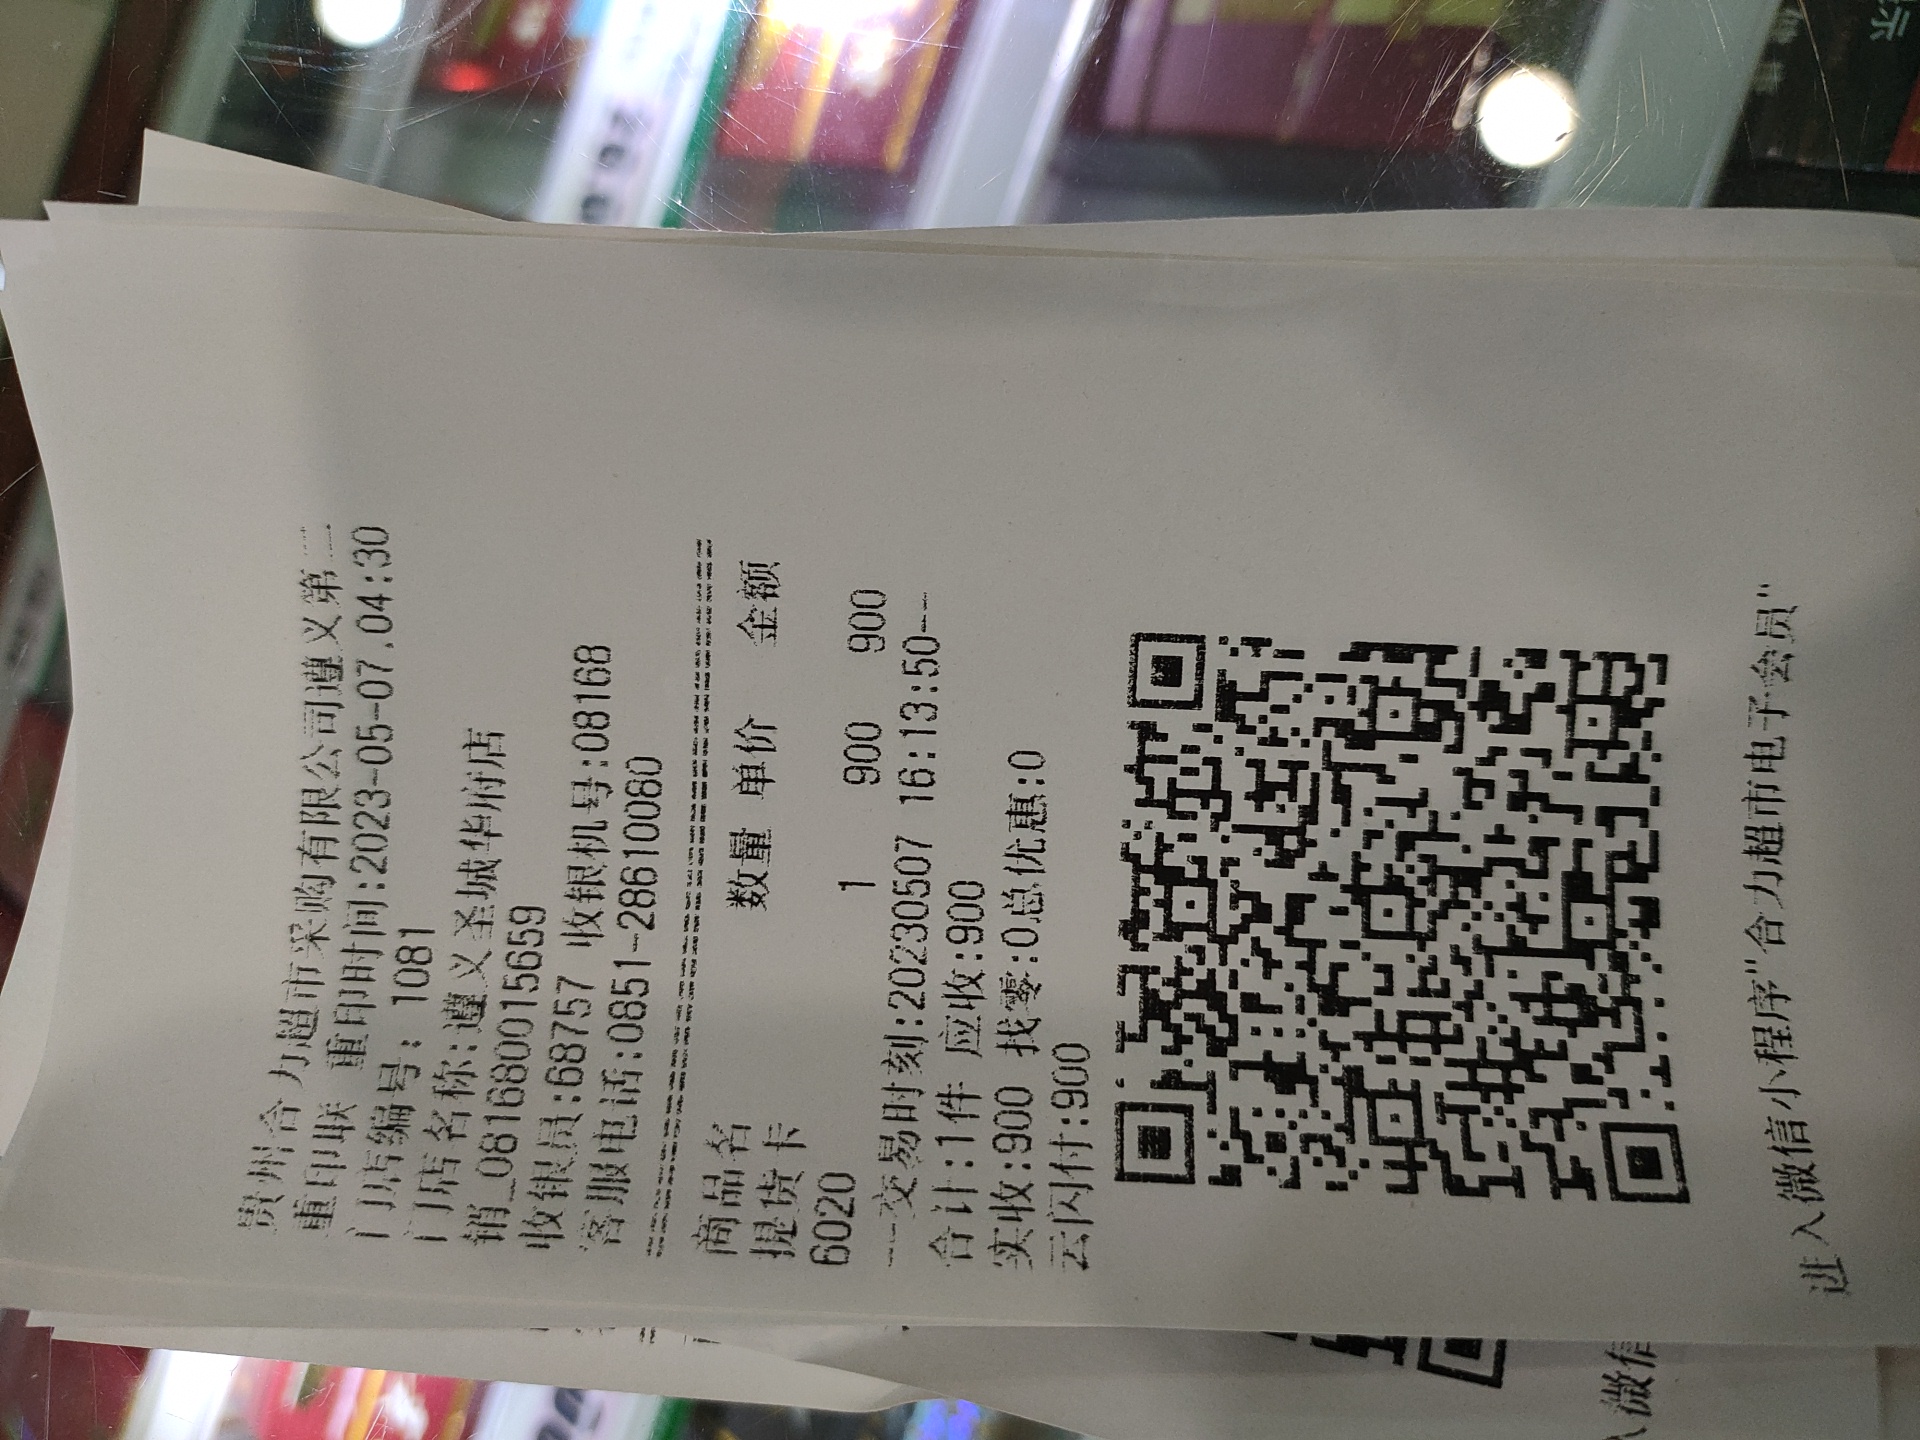 贵州合力超市采购有限公司遵义第二
重印联 重印时间:2023-05-07.04:30
门店编号: 1081
门店名称:遵义圣城华府店
销_0816800015659
收银员:68757 收银机号:08168
客服电话:0851-28610080
商品名 数量 单价 金额
提货卡
6020 1 900 900
---交易时刻:20230507 16:13:50---
合计:1件 应收:900
实收:900 找零:0总优惠:0
云闪付:900
进入微信小程序"合力超市电子会员"
入微信
示